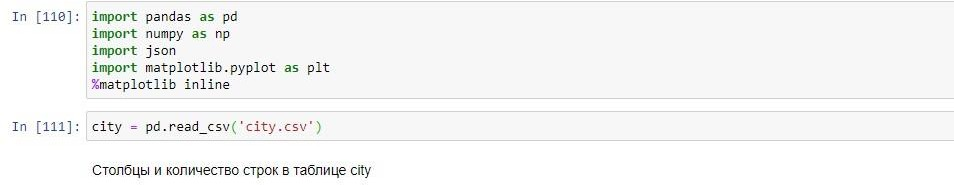 In [110]: import pandas as pd
import numpy as np
import json
import matplotlib.pyplot as plt
%matplotlib inline
In [111]: city = pd.read_csv('city.csv')
Столбцы и количество строк в таблице city